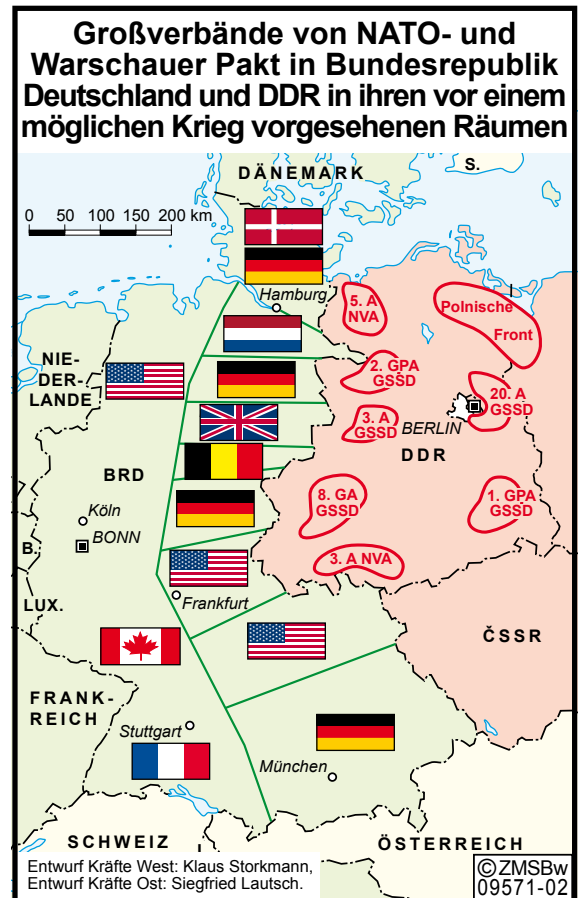 Großverbände von NATO- und
Warschauer Pakt in Bundesrepublik
Deutschland und DDR in ihren vor einem
möglichen Krieg vorgesehenen Räumen
S.
DÄNEMARK
0 50 100 150 200 km
Hamburg
5. A
NVA
Polnische
Front
NIE-
DER-
LANDE
2. GPA
GSSD
20. A
GSSD
3. A
GSSD
BERLIN
DDR
BRD
8. GA
GSSD
1. GPA
GSSD
Köln
B.
BONN
3. A NVA
LUX.
Frankfurt
ČSSR
FRANK-
REICH
Stuttgart
München
SCHWEIZ
L.
ÖSTERREICH
Entwurf Kräfte West: Klaus Storkmann,
Entwurf Kräfte Ost: Siegfried Lautsch.
©ZMSBw
09571-02